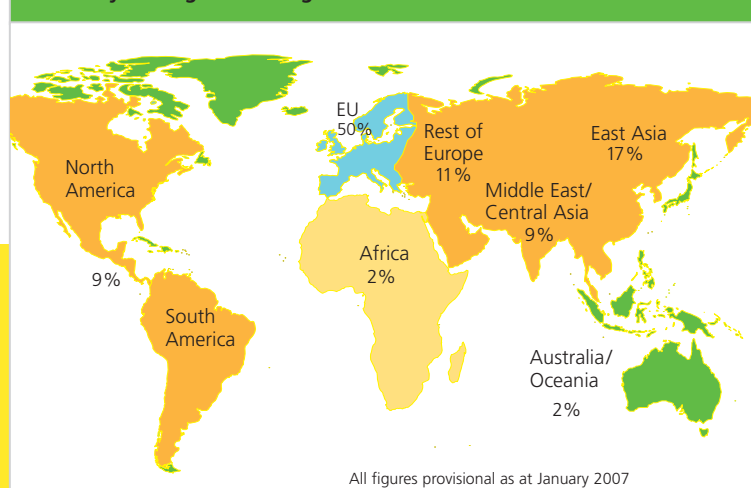 EU
50%
Rest of
Europe
11%
East Asia
17%
North
America
Middle East/
Central Asia
9%
Africa
2%
9%
South
America
Australia/
Oceania
2%
All figures provisional as at January 2007